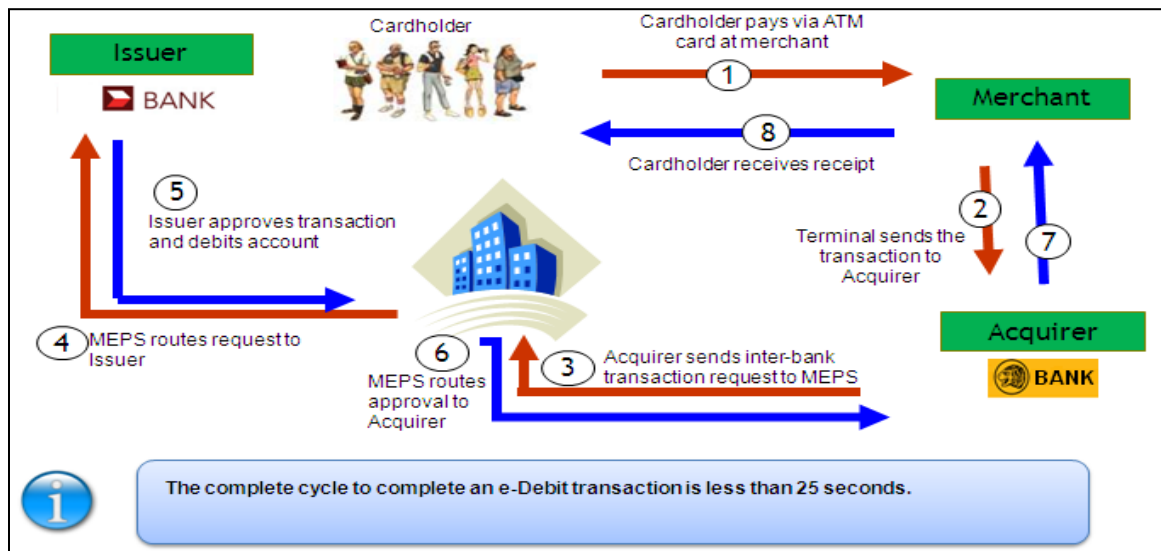 Cardholder
Cardholder pays via ATM
card at merchant
Issuer
BANK
1
Merchant
8
Cardholder receives receipt
5
Issuer approves transaction
and debits account
2
Terminal sends the
transaction to
Acquirer
7
4
MEPS routes request to
Issuer
6
MEPS routes
approval to
Acquirer
3
Acquirer sends inter-bank
transaction request to MEPS
Acquirer
BANK
i
The complete cycle to complete an e-Debit transaction is less than 25 seconds.